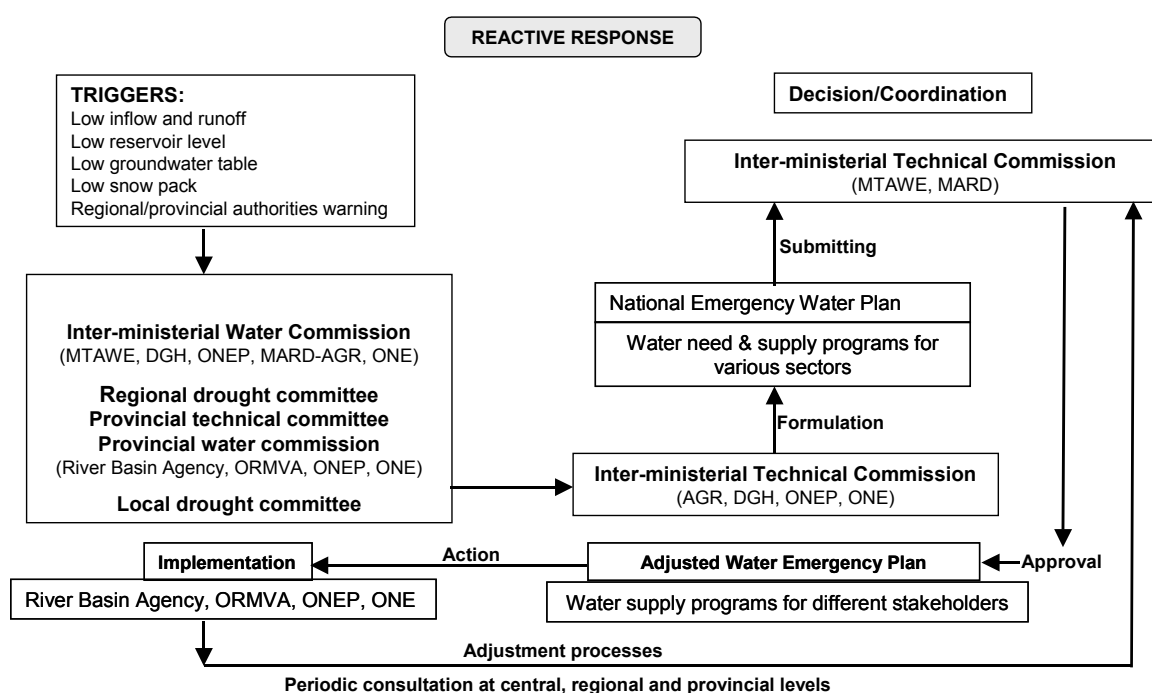 REACTIVE RESPONSE
TRIGGERS:
Low inflow and runoff
Low reservoir level
Low groundwater table
Low snow pack
Regional/provincial authorities warning
Decision/Coordination
Inter-ministerial Technical Commission
(MTAWE, MARD)
Submitting
National Emergency Water Plan
Water need & supply programs for
various sectors
Formulation
Inter-ministerial Water Commission
(MTAWE, DGH, ONEP, MARD-AGR, ONE)
Regional drought committee
Provincial technical committee
Provincial water commission
(River Basin Agency, ORMVA, ONEP, ONE)
Local drought committee
Inter-ministerial Technical Commission
(AGR, DGH, ONEP, ONE)
Implementation
River Basin Agency, ORMVA, ONEP, ONE
Action
Adjusted Water Emergency Plan
Water supply programs for different stakeholders
Approval
Adjustment processes
Periodic consultation at central, regional and provincial levels